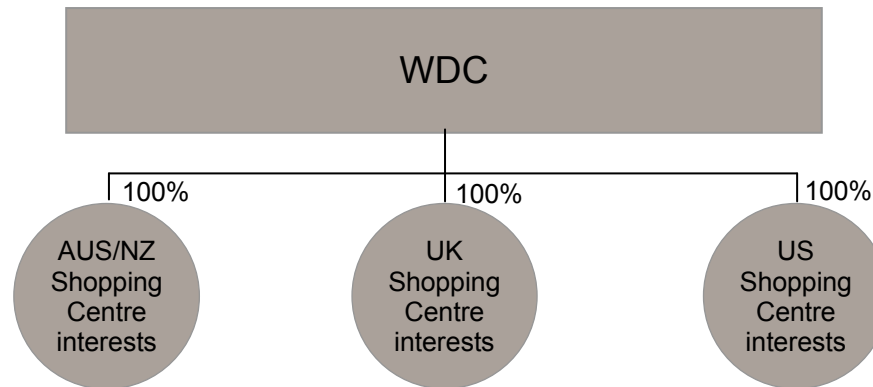 WDC
100%
100%
100%
AUS/NZ
Shopping
Centre
interests
UK
Shopping
Centre
interests
US
Shopping
Centre
interests